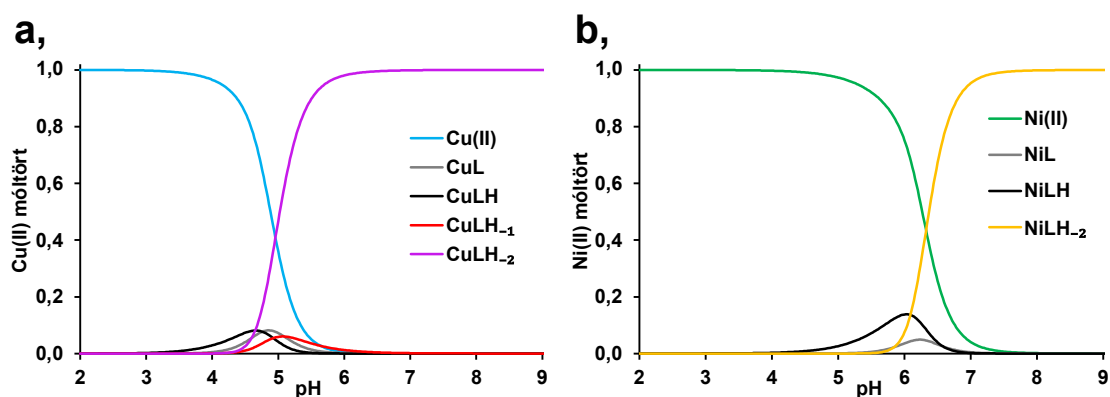 a,
Cu(II) móltört
1,0
0,8
0,6
0,4
0,2
0,0
2 3 4 5 6 7 8 9
pH
Cu(II)
CuL
CuLH
CuLH₋₁
CuLH₋₂
b,
Ni(II) móltört
1,0
0,8
0,6
0,4
0,2
0,0
2 3 4 5 6 7 8 9
pH
Ni(II)
NiL
NiLH
NiLH₋₂